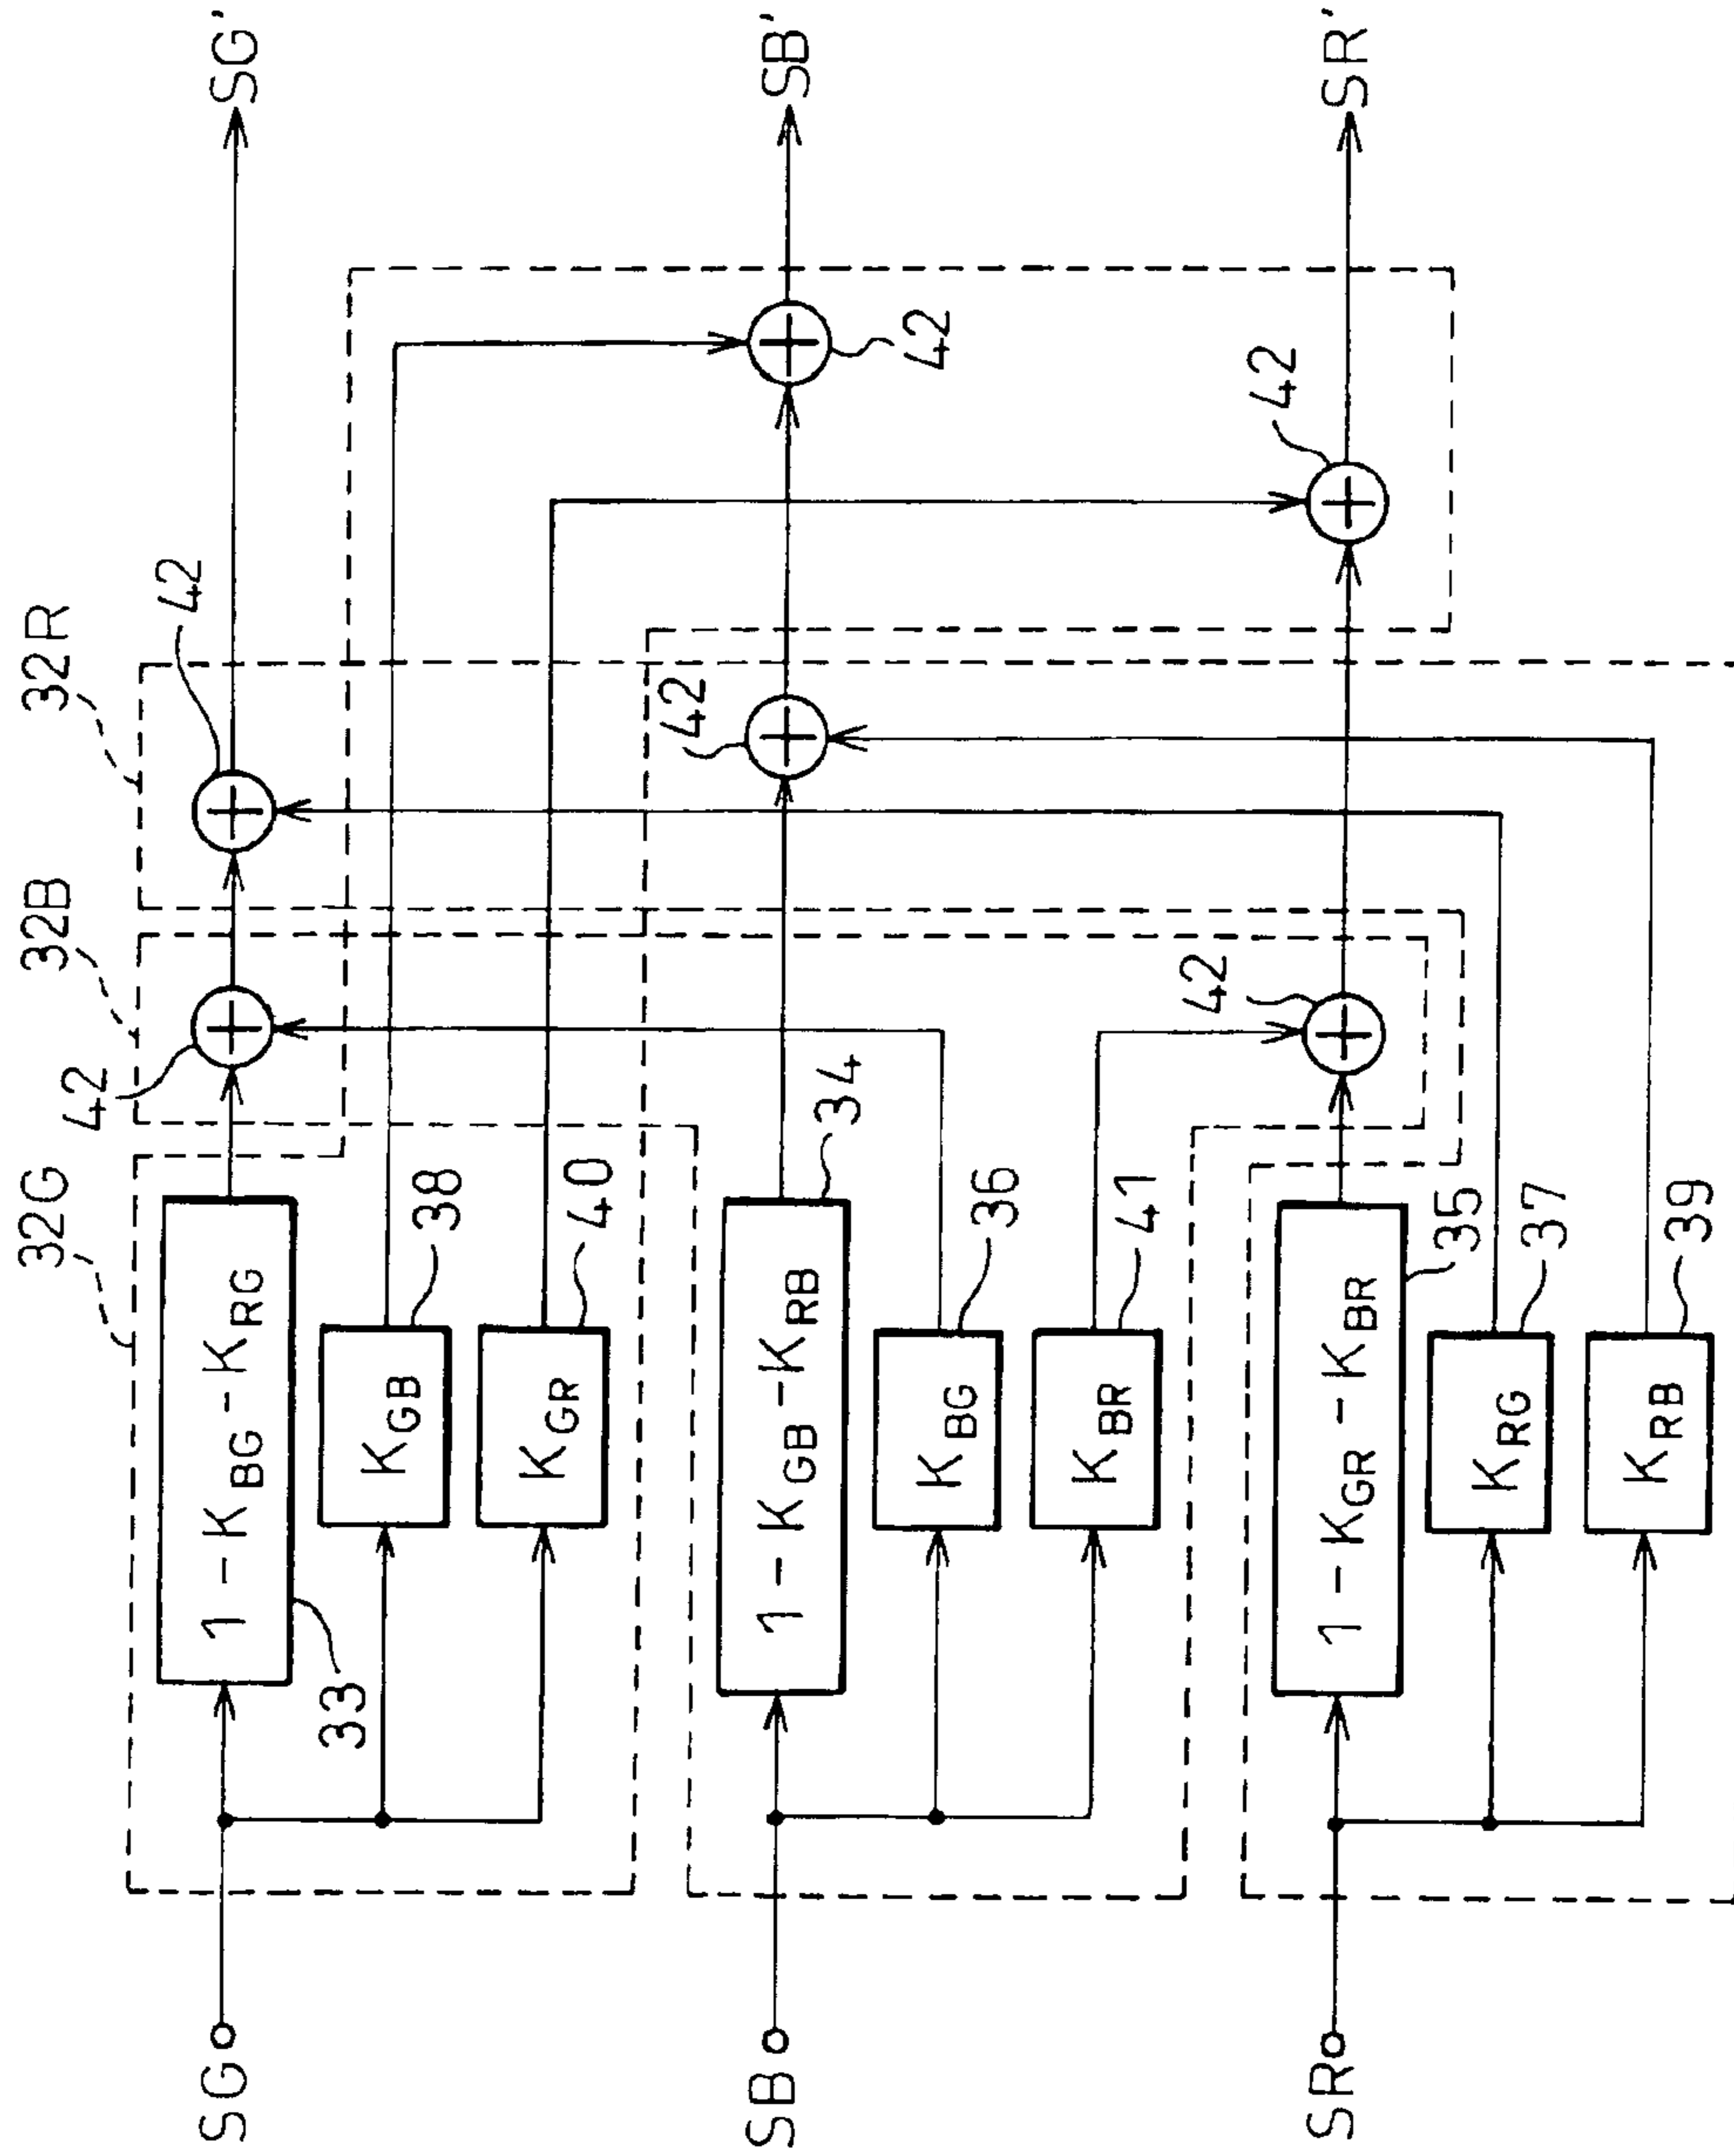 32G
32B
32R
SG
1-K_BG-K_RG
33
42
42
SG'
K_GB
38
K_GR
40
SB
1-K_GB-K_RB
34
42
42
SB'
K_BG
36
K_BR
41
SR
1-K_GR-K_BR
35
42
42
SR'
K_RG
37
K_RB
39